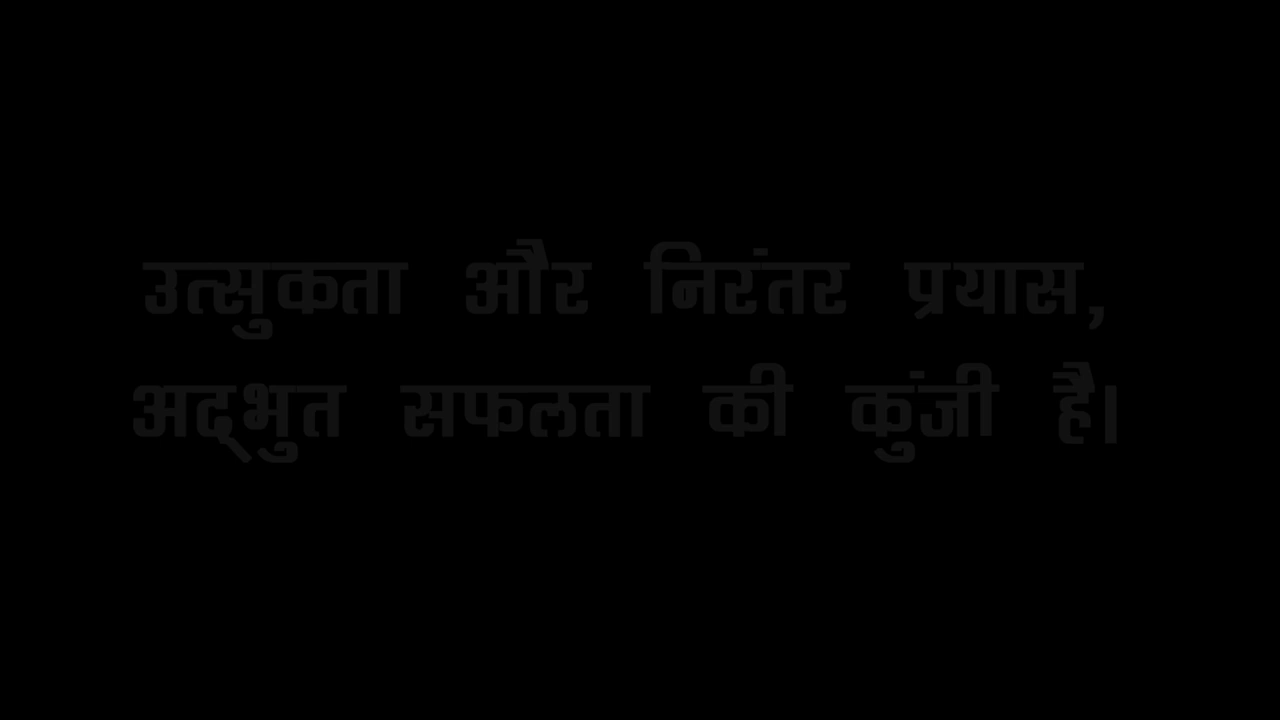 उत्सुकता और निरंतर प्रयास,
अद्भुत सफलता की कुंजी है।